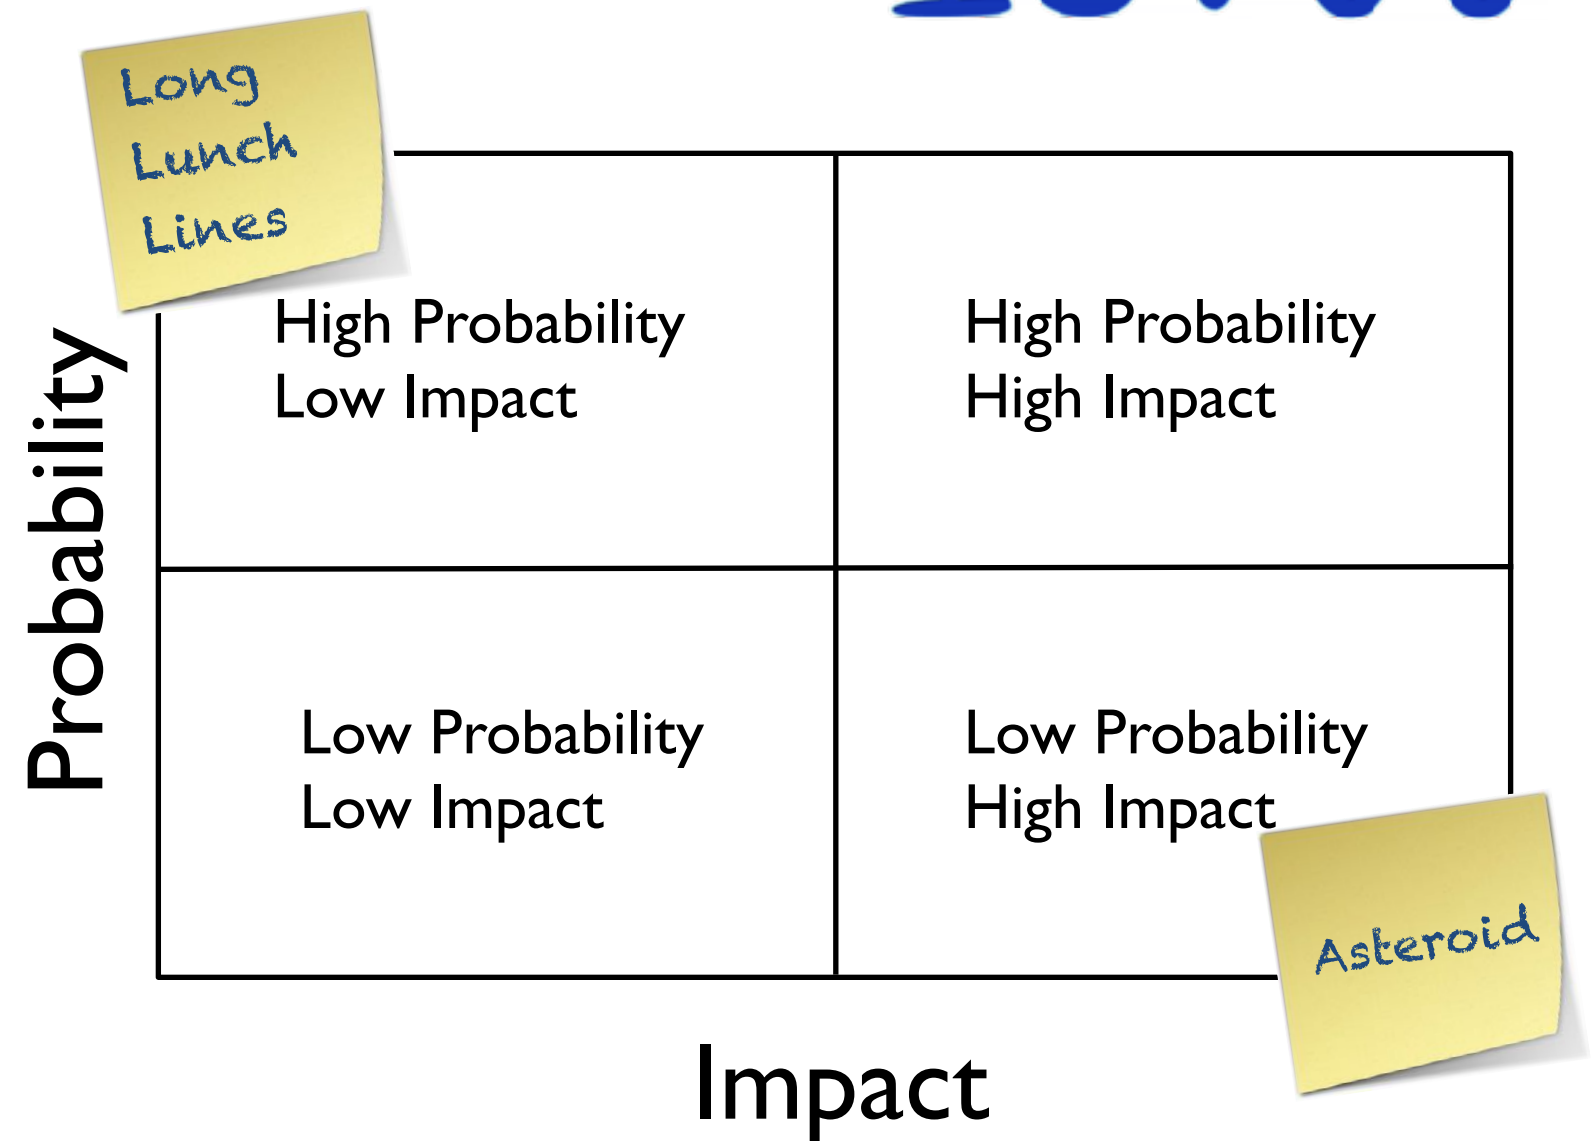 Long
Lunch
Lines
High Probability
Low Impact
High Probability
High Impact
Probability
Low Probability
Low Impact
Low Probability
High Impact
Asteroid
Impact